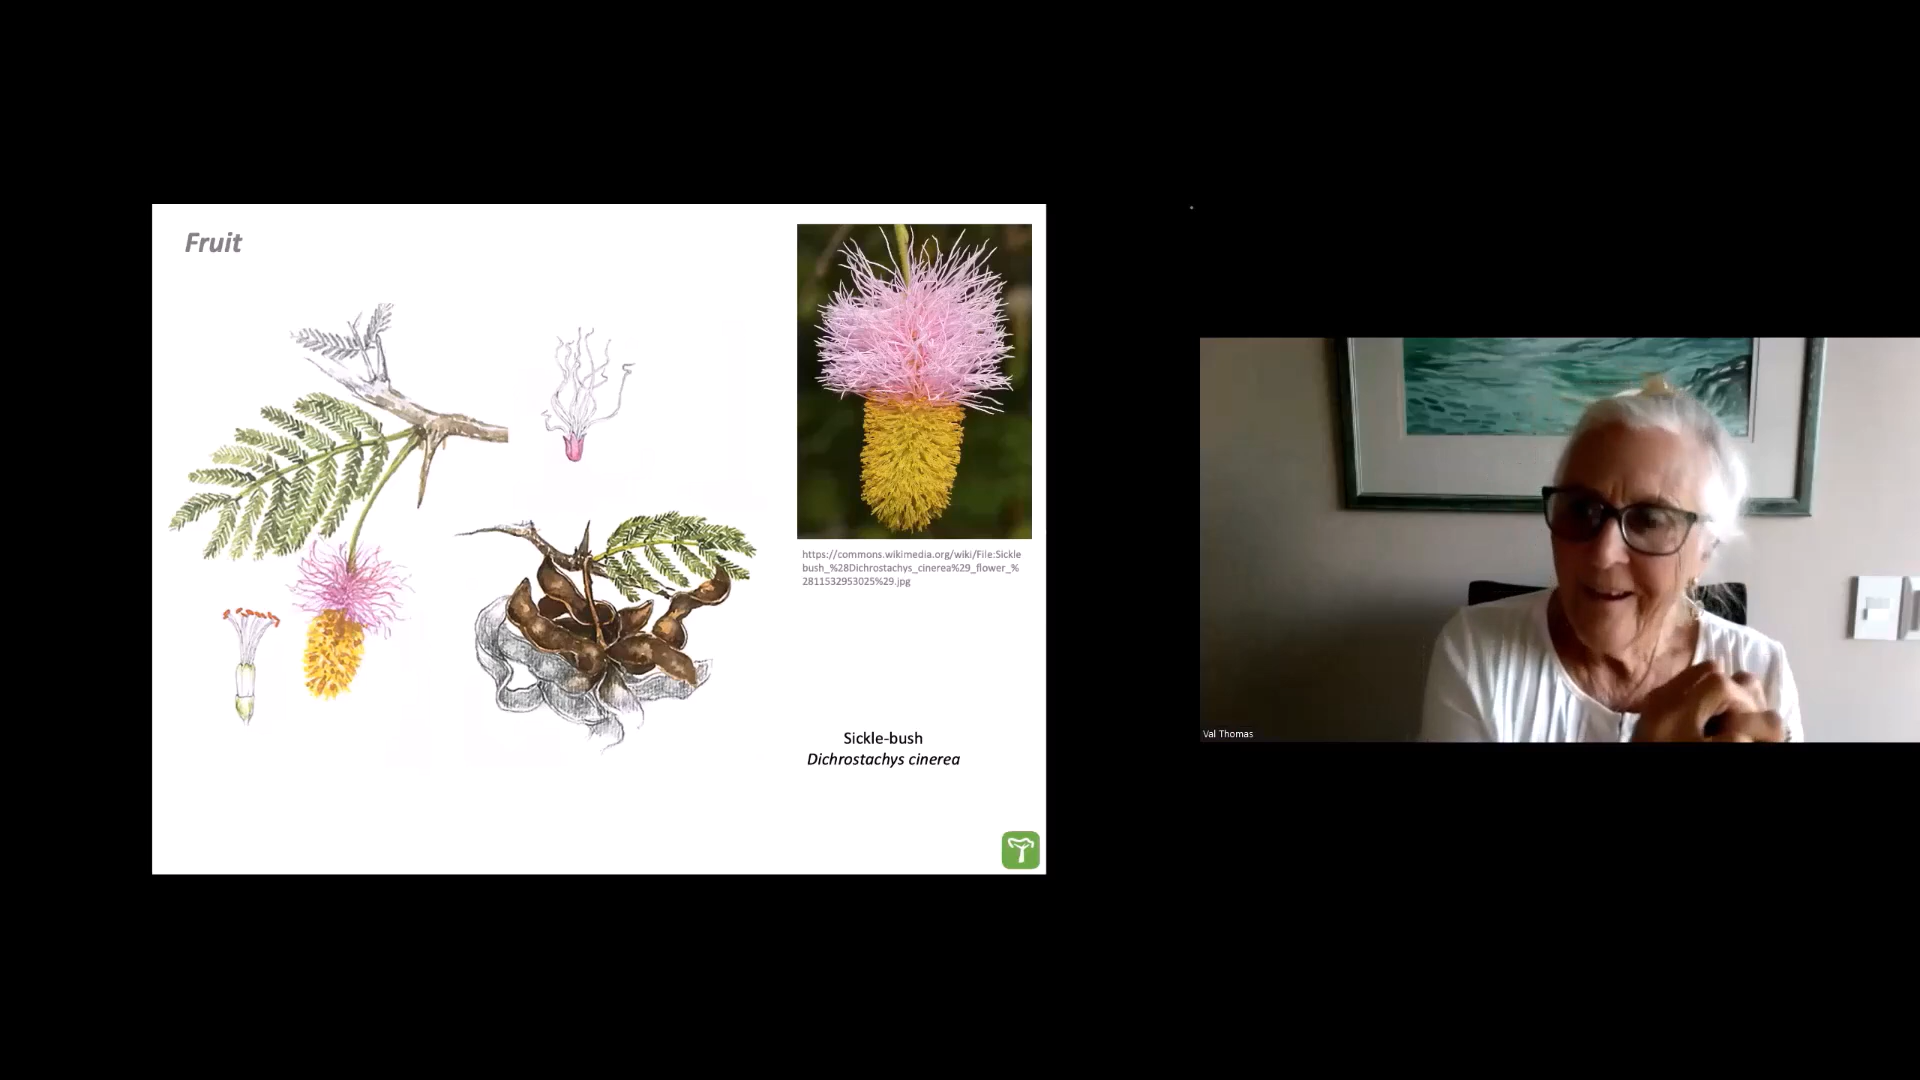 Fruit
https://commons.wikimedia.org/wiki/File:Sickle
bush_%28Dichrostachys_cinerea%29_flower_%
2811532953025%29.jpg
Sickle-bush
Dichrostachys cinerea
Val Thomas